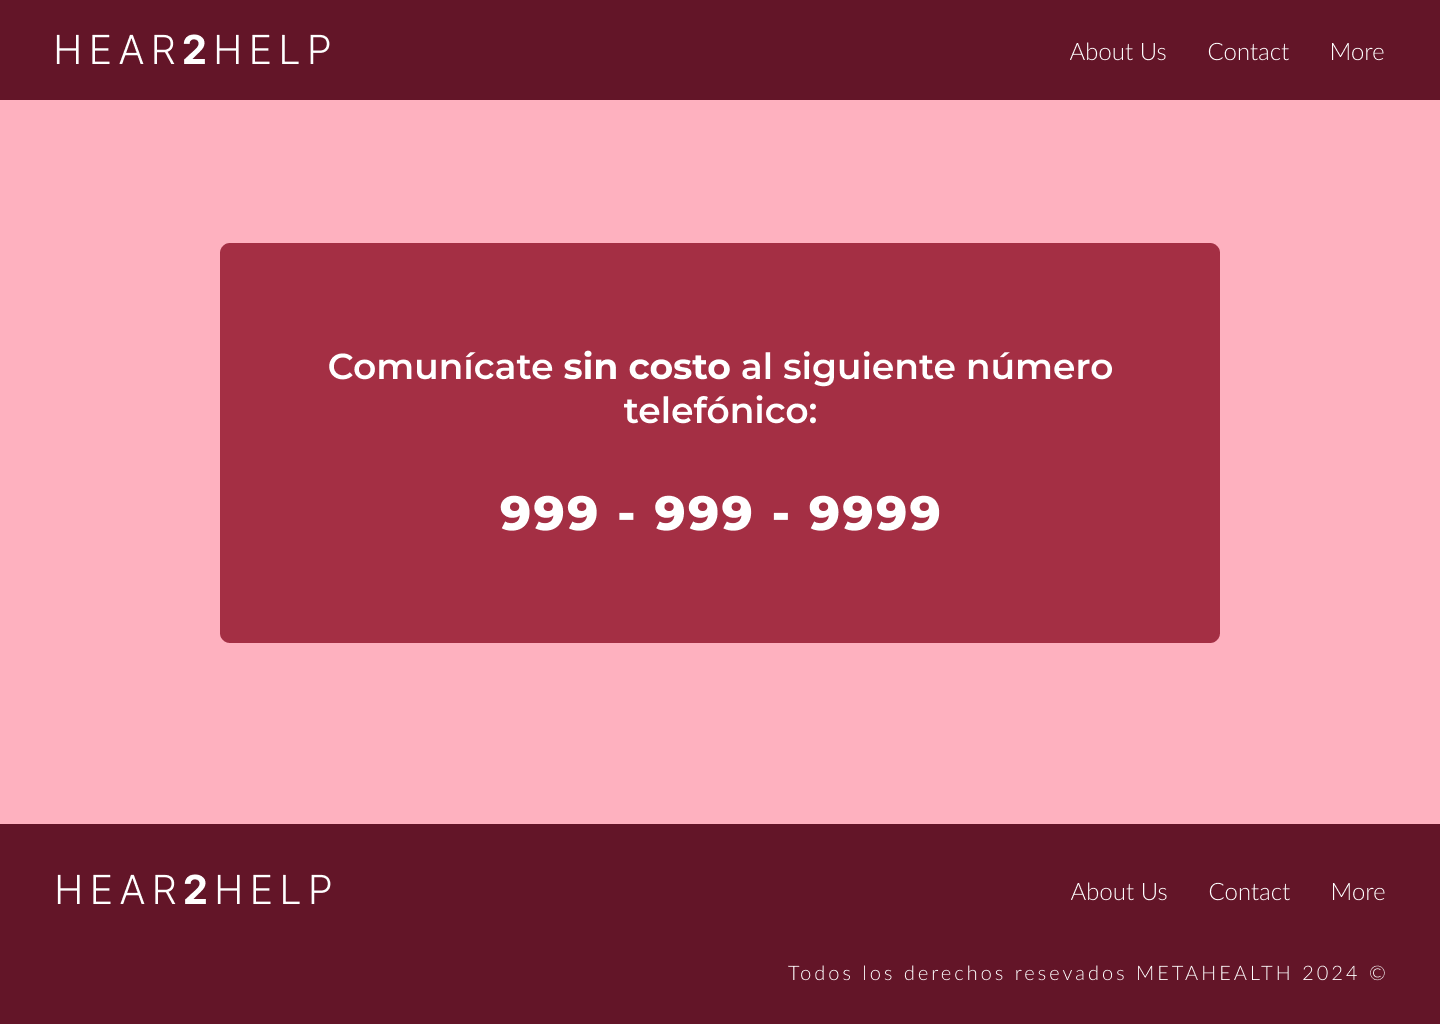 HEAR2HELP
About Us Contact More
Comunícate sin costo al siguiente número
telefónico:
999 - 999 - 9999
HEAR2HELP
About Us Contact More
Todos los derechos resevados METAHEALTH 2024 ©